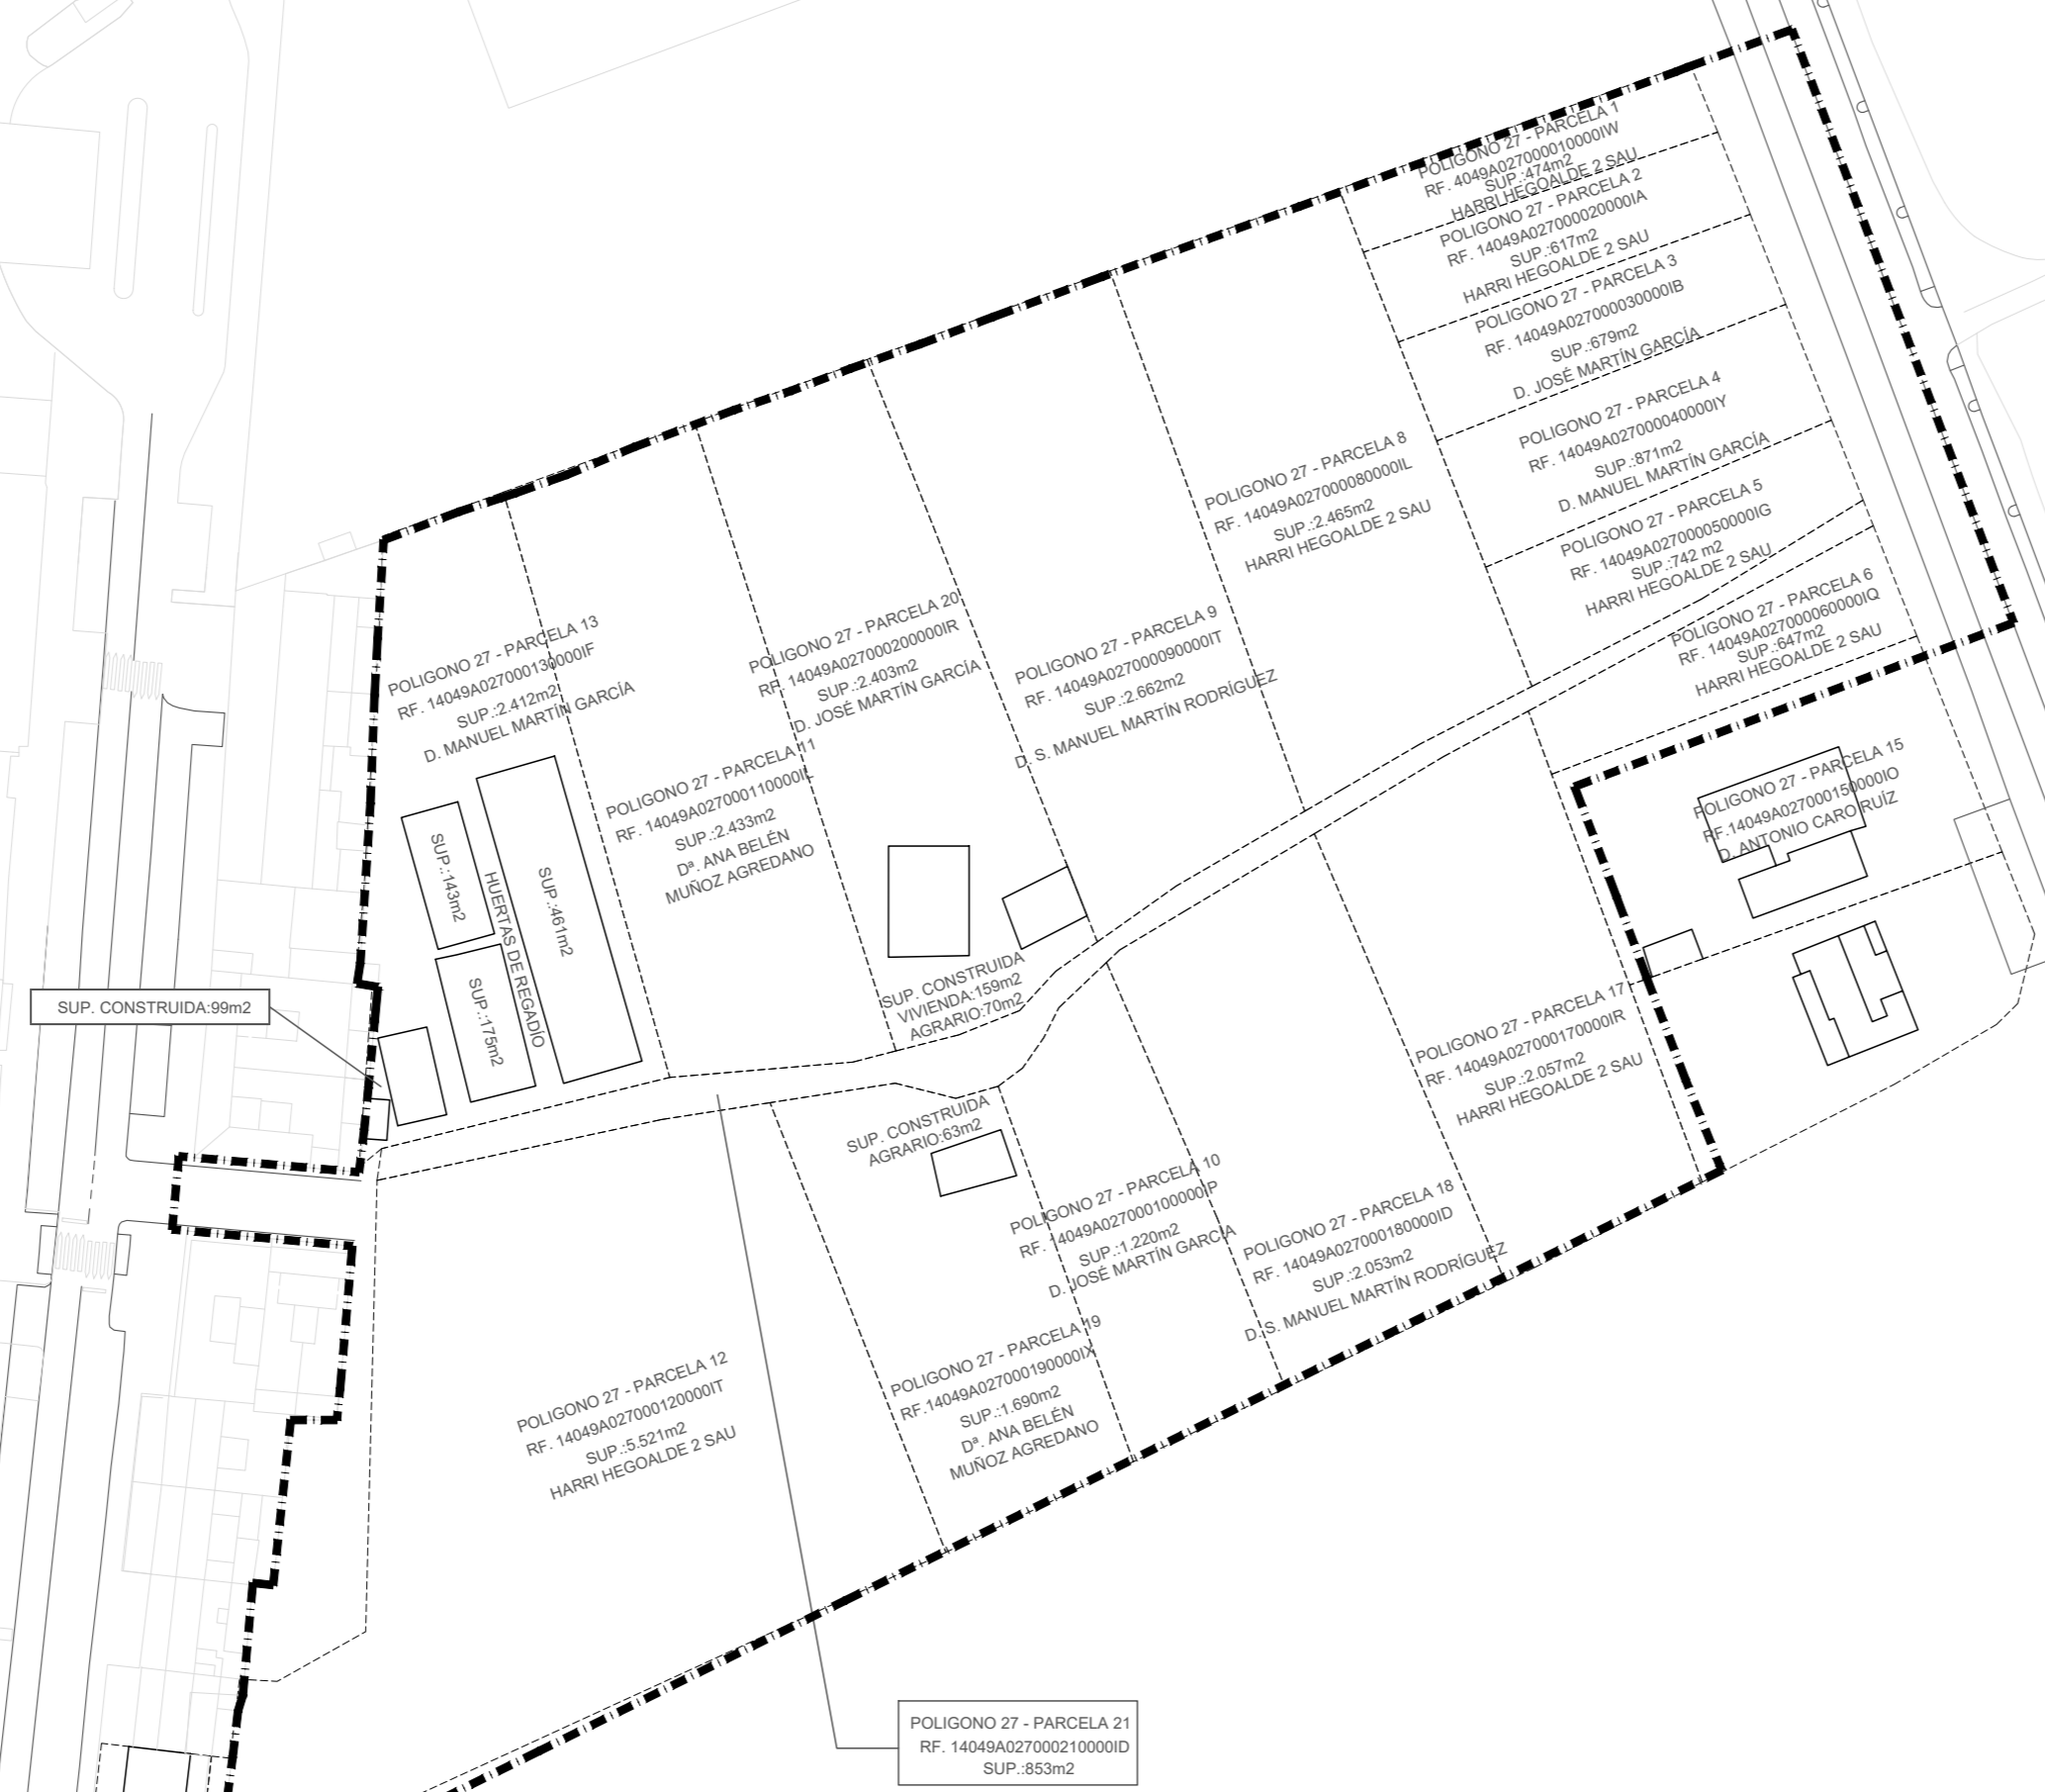 POLIGONO 27 - PARCELA 1
RF. 4049A027000010000IW
SUP.:474m2
HARRI HEGOALDE 2 SAU
POLIGONO 27 - PARCELA 2
RF. 14049A027000020000IA
SUP.:617m2
HARRI HEGOALDE 2 SAU
POLIGONO 27 - PARCELA 3
RF. 14049A027000030000IB
SUP.:679m2
D. JOSÉ MARTÍN GARCÍA
POLIGONO 27 - PARCELA 4
RF. 14049A027000040000IY
SUP.:871m2
D. MANUEL MARTÍN GARCÍA
POLIGONO 27 - PARCELA 5
RF. 14049A027000050000IG
SUP.:742 m2
HARRI HEGOALDE 2 SAU
POLIGONO 27 - PARCELA 6
RF. 14049A027000060000IQ
SUP.:647m2
HARRI HEGOALDE 2 SAU
POLIGONO 27 - PARCELA 8
RF. 14049A027000080000IL
SUP.:2.465m2
HARRI HEGOALDE 2 SAU
POLIGONO 27 - PARCELA 9
RF. 14049A027000090000IT
SUP.:2.662m2
D. S. MANUEL MARTÍN RODRÍGUEZ
POLIGONO 27 - PARCELA 20
RF. 14049A027000200000IR
SUP.:2.403m2
D. JOSÉ MARTÍN GARCÍA
POLIGONO 27 - PARCELA 13
RF. 14049A027000130000IF
SUP.:2.412m2
D. MANUEL MARTÍN GARCÍA
POLIGONO 27 - PARCELA 11
RF. 14049A027000110000IL
SUP.:2.433m2
Dª. ANA BELÉN
MUÑOZ AGREDANO
SUP.:143m2
HUERTAS DE REGADÍO
SUP.:461m2
SUP.:175m2
SUP. CONSTRUIDA:99m2
SUP. CONSTRUIDA
VIVIENDA:159m2
AGRARIO:70m2
POLIGONO 27 - PARCELA 15
RF.14049A027000150000IO
D. ANTONIO CARO RUÍZ
POLIGONO 27 - PARCELA 17
RF. 14049A027000170000IR
SUP.:2.057m2
HARRI HEGOALDE 2 SAU
SUP. CONSTRUIDA
AGRARIO:63m2
POLIGONO 27 - PARCELA 10
RF. 14049A027000100000IP
SUP.:1.220m2
D. JOSÉ MARTÍN GARCÍA
POLIGONO 27 - PARCELA 18
RF. 14049A027000180000ID
SUP.:2.053m2
D. S. MANUEL MARTÍN RODRÍGUEZ
POLIGONO 27 - PARCELA 19
RF.14049A027000190000IX
SUP.:1.690m2
Dª. ANA BELÉN
MUÑOZ AGREDANO
POLIGONO 27 - PARCELA 12
RF. 14049A027000120000IT
SUP.:5.521m2
HARRI HEGOALDE 2 SAU
POLIGONO 27 - PARCELA 21
RF. 14049A027000210000ID
SUP.:853m2